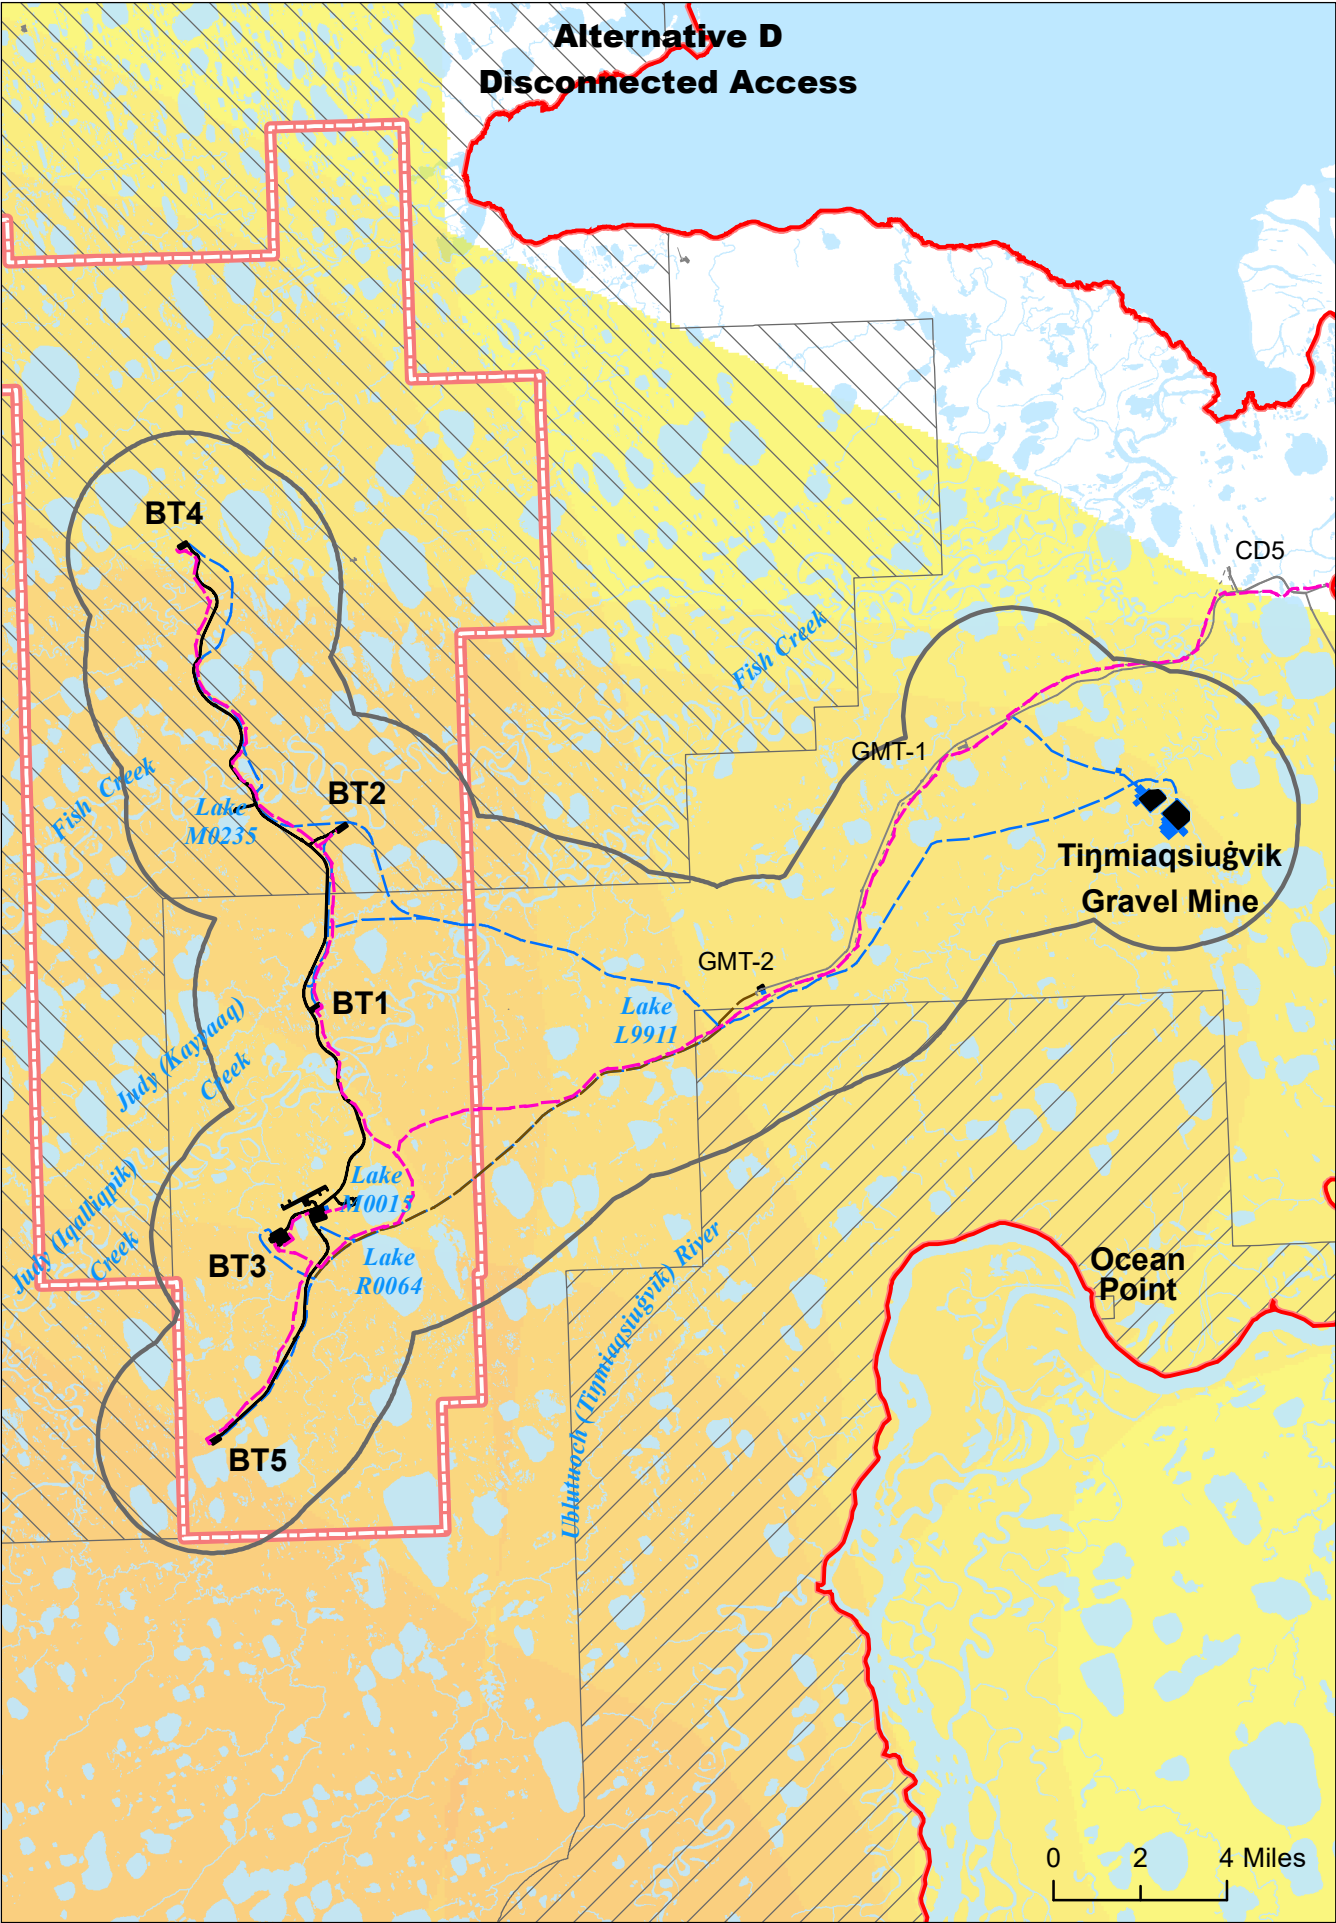 Alternative D
Disconnected Access
BT4
CD5
Fish Creek
GMT-1
Fish Creek
BT2
Lake
M0235
Tiŋmiaqsiuġvik
Gravel Mine
GMT-2
BT1
Lake
L9911
Judy (Kayyaaq)
Creek
Lake
M0015
Judy (Iqalliqpik)
Creek
BT3
Lake
R0064
Ublutuoch (Tiŋmiaqsiuġvik) River
Ocean
Point
BT5
0 2 4 Miles